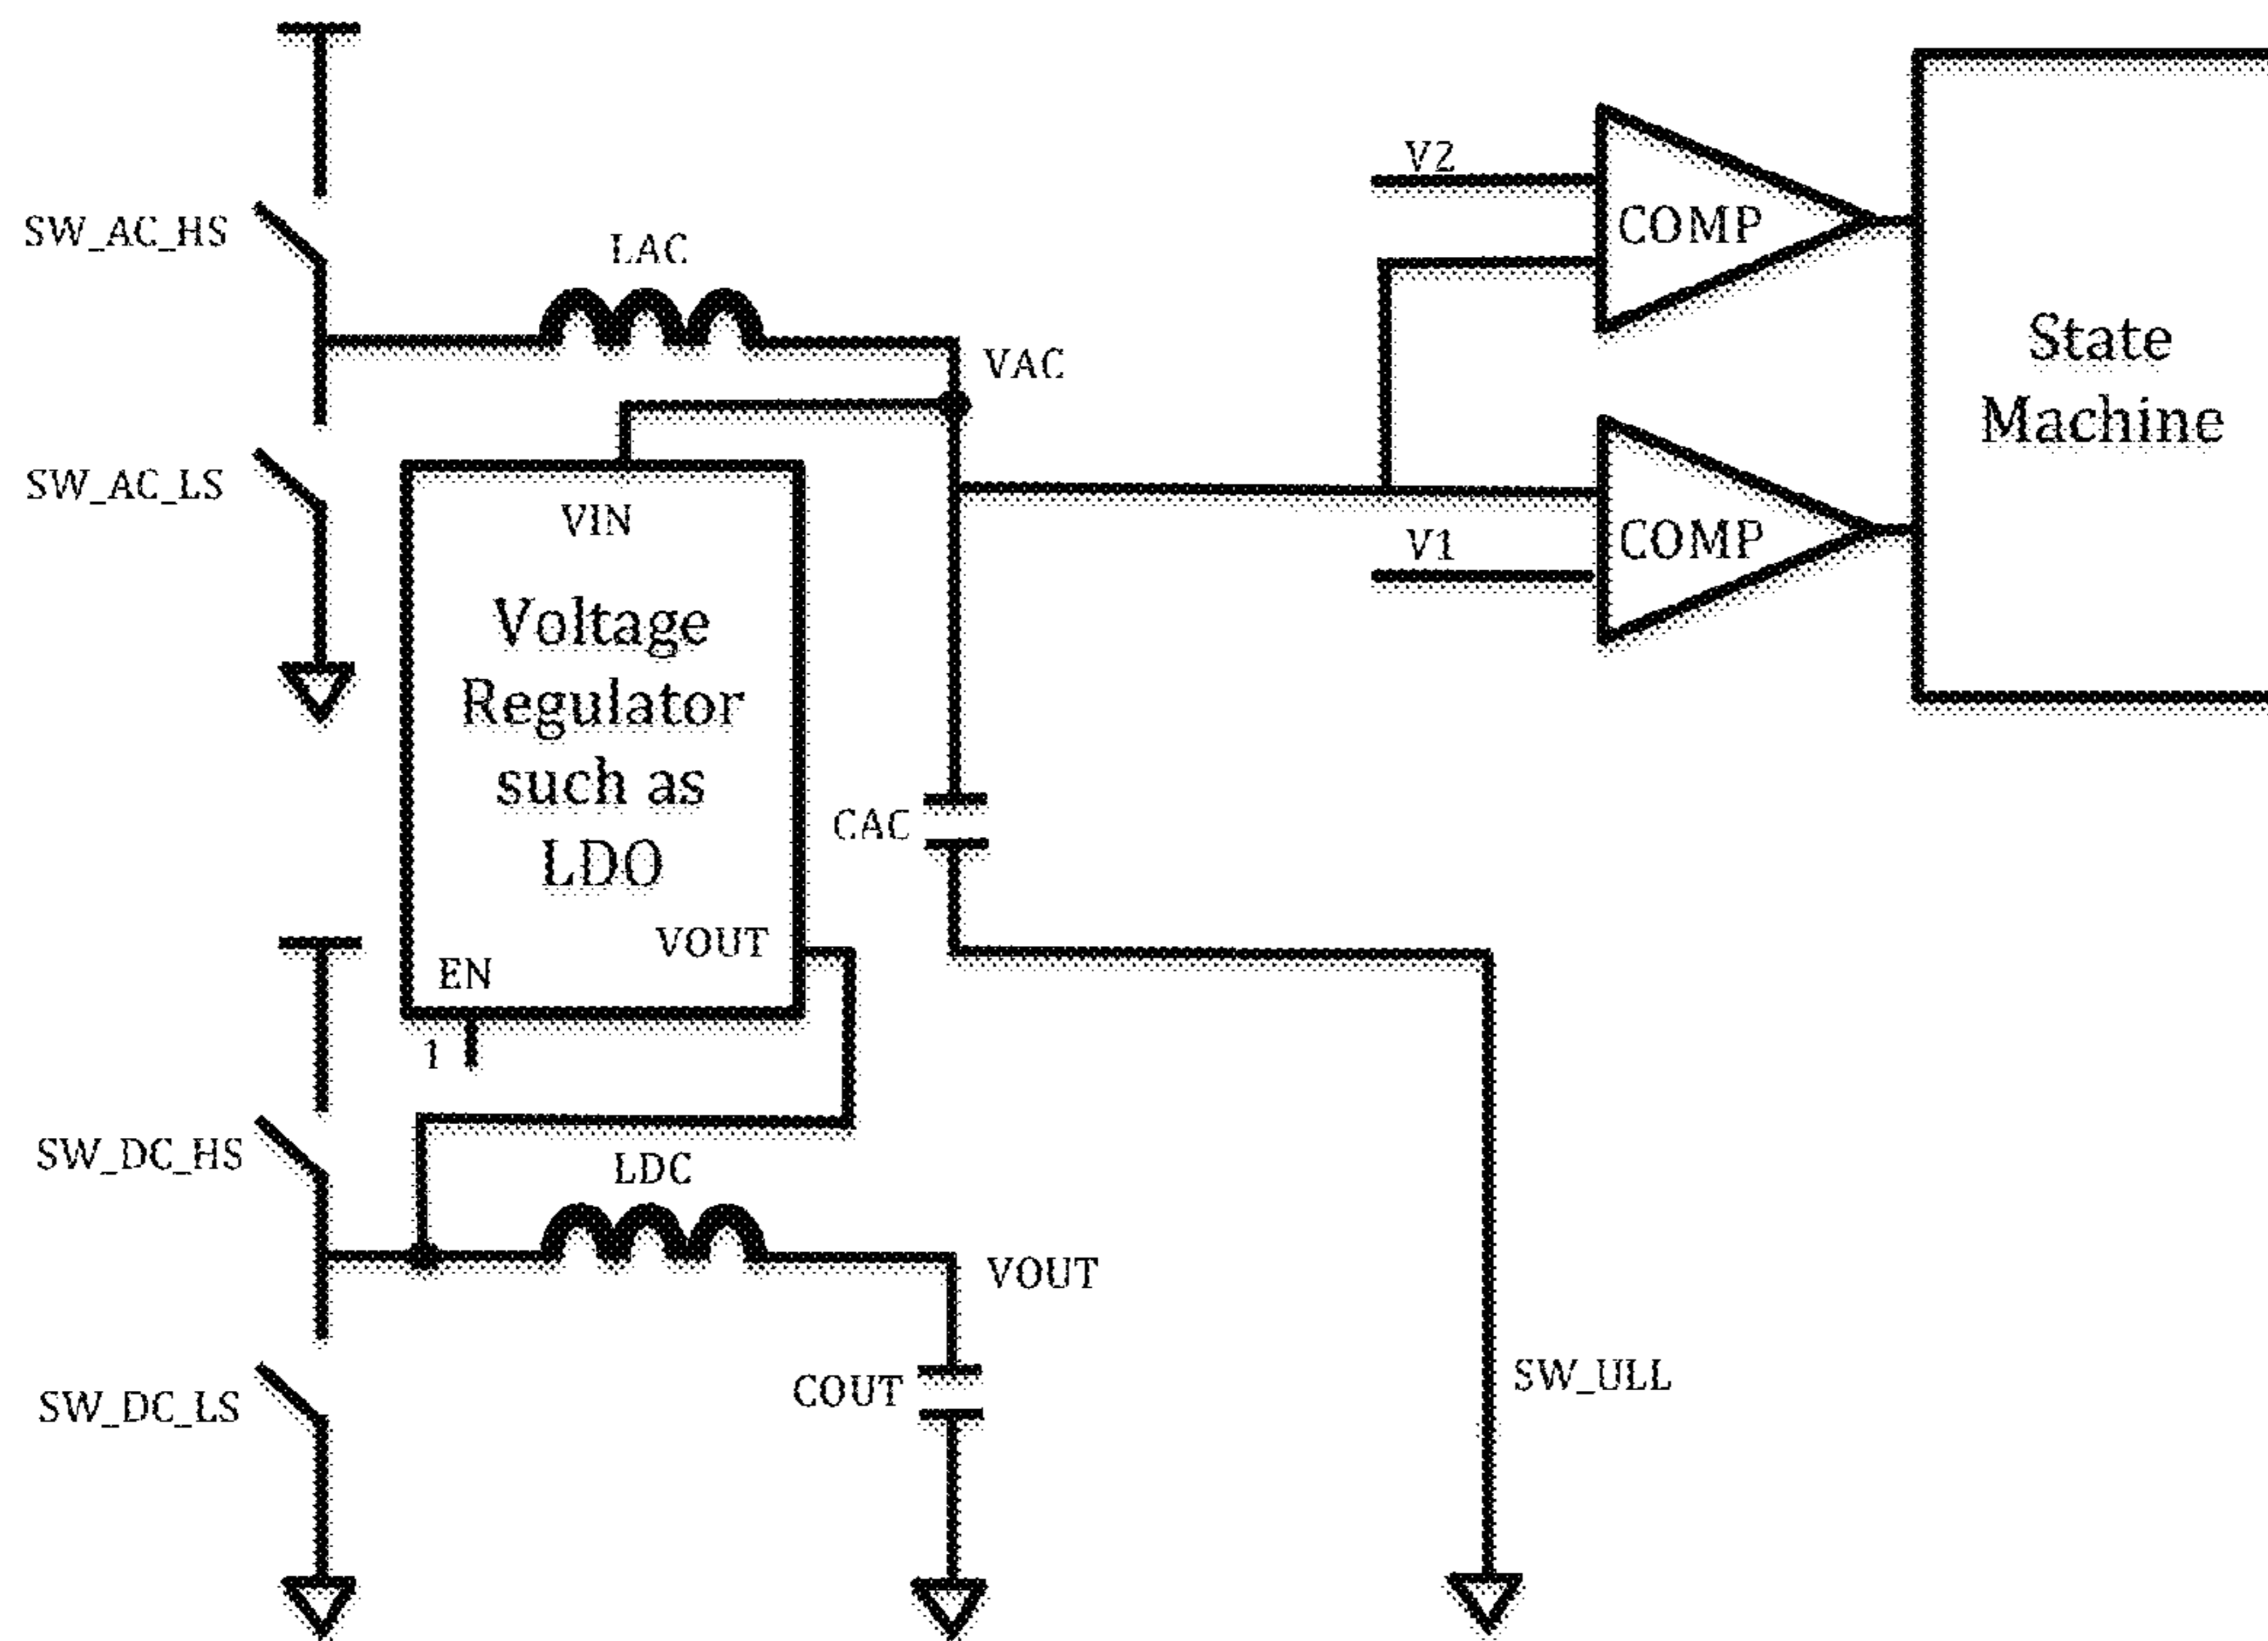 V2
COMP
SW_AC_HS
LAC
State
Machine
VAC
SW_AC_LS
VIN
V1
COMP
Voltage
Regulator
such as
LDO
CAC
VOUT
EN
1
SW_DC_HS
LDC
VOUT
SW_ULL
COUT
SW_DC_LS